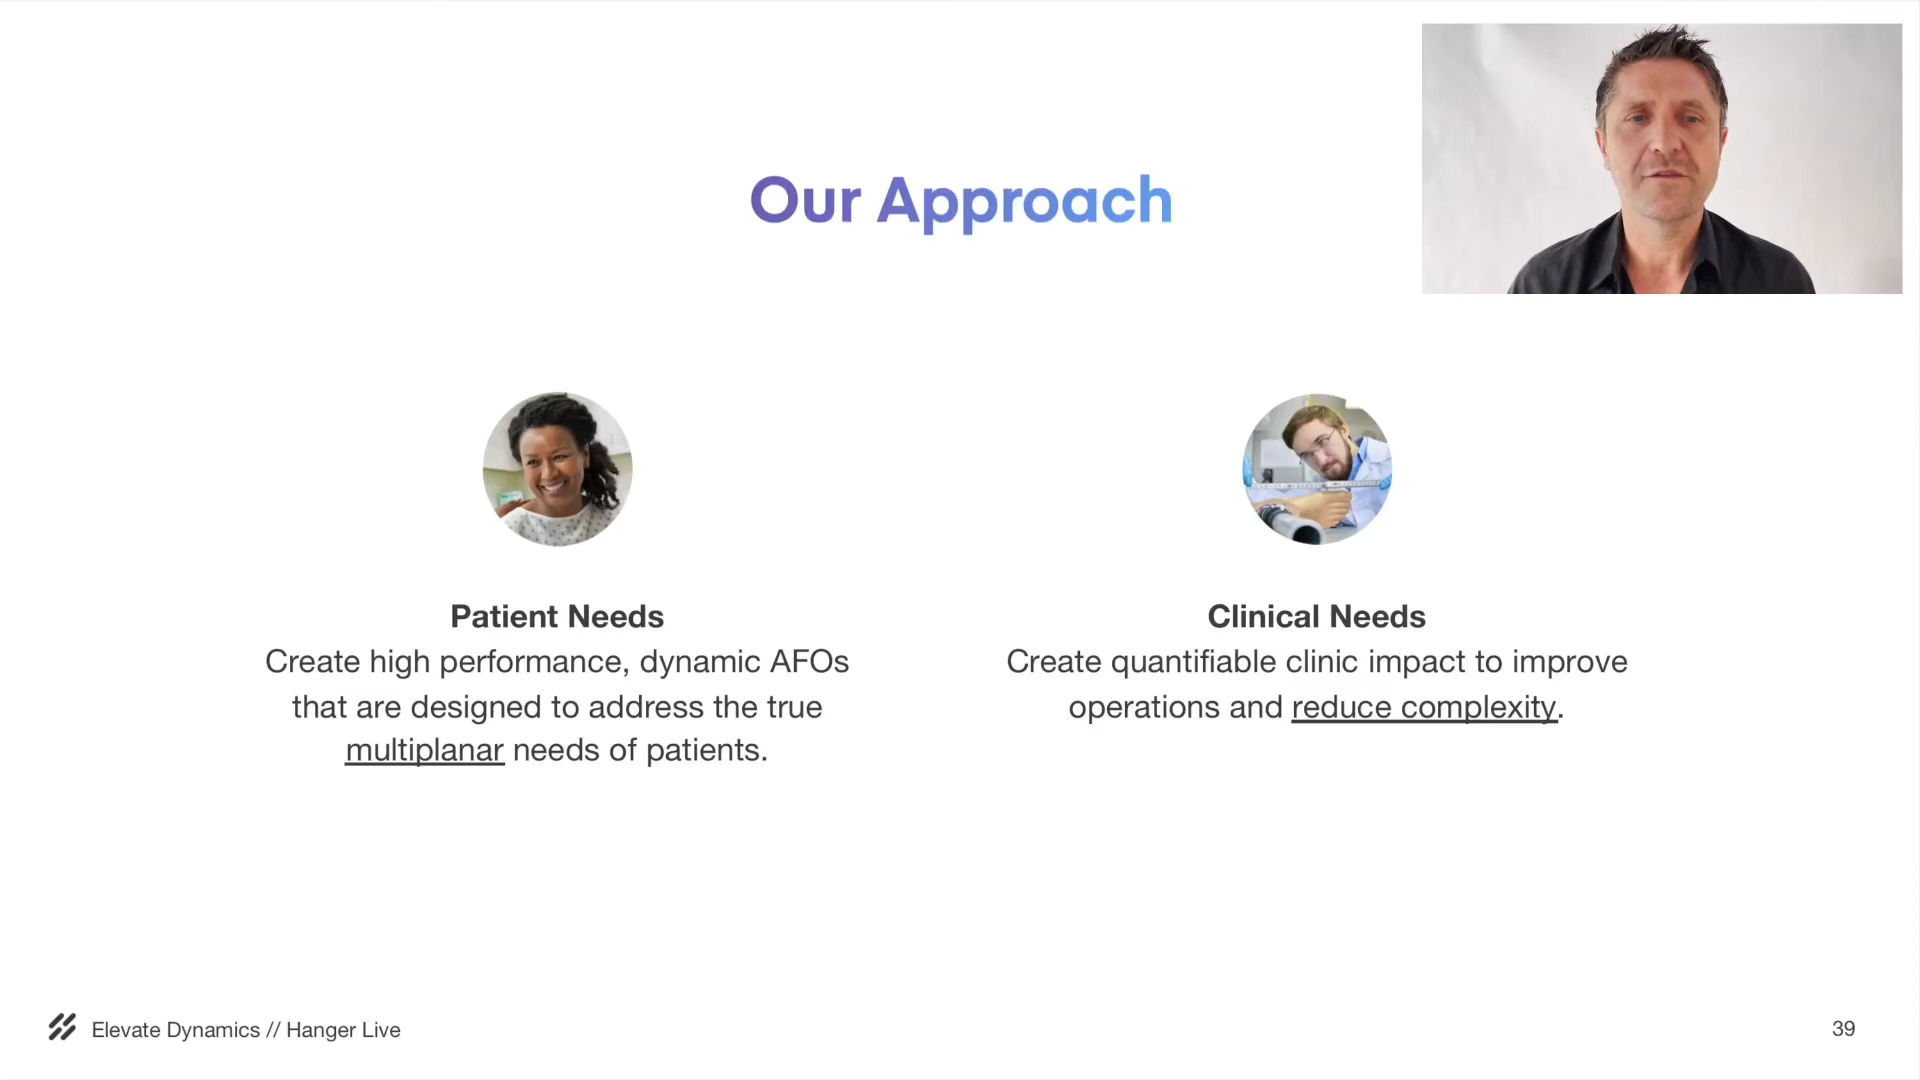 Our Approach
Patient Needs
Create high performance, dynamic AFOs
that are designed to address the true
multiplanar needs of patients.
Clinical Needs
Create quantifiable clinic impact to improve
operations and reduce complexity.
Elevate Dynamics // Hanger Live
39